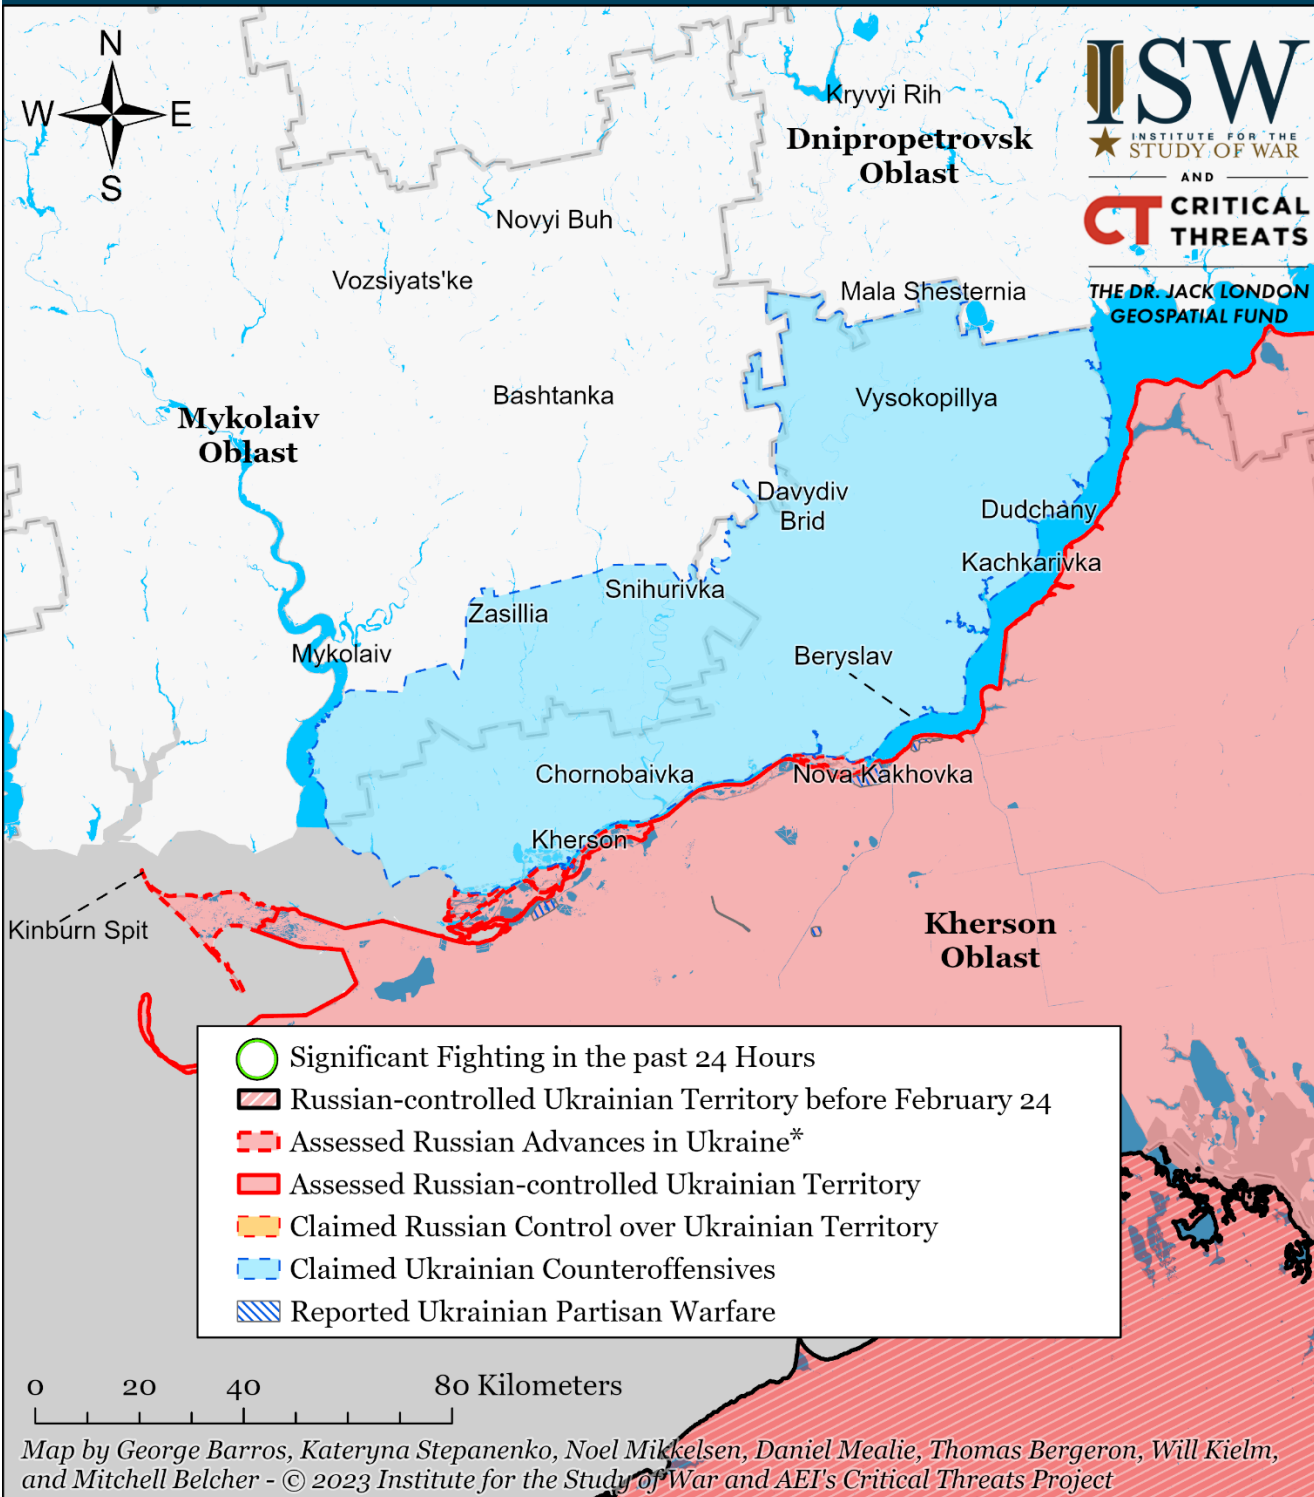 N
W E
S
ISW
INSTITUTE FOR THE
STUDY OF WAR
AND
CT CRITICAL
THREATS
THE DR. JACK LONDON
GEOSPATIAL FUND
Kryvyi Rih
Dnipropetrovsk
Oblast
Novyi Buh
Vozsiyats'ke
Mala Shesternia
Bashtanka
Vysokopillya
Mykolaiv
Oblast
Davydiv
Brid
Dudchany
Kachkarivka
Snihurivka
Zasillia
Mykolaiv
Beryslav
Chornobaivka
Nova Kakhovka
Kherson
Kinburn Spit
Kherson
Oblast
Significant Fighting in the past 24 Hours
Russian-controlled Ukrainian Territory before February 24
Assessed Russian Advances in Ukraine*
Assessed Russian-controlled Ukrainian Territory
Claimed Russian Control over Ukrainian Territory
Claimed Ukrainian Counteroffensives
Reported Ukrainian Partisan Warfare
0 20 40 80 Kilometers
Map by George Barros, Kateryna Stepanenko, Noel Mikkelsen, Daniel Mealie, Thomas Bergeron, Will Kielm,
and Mitchell Belcher - © 2023 Institute for the Study of War and AEI's Critical Threats Project